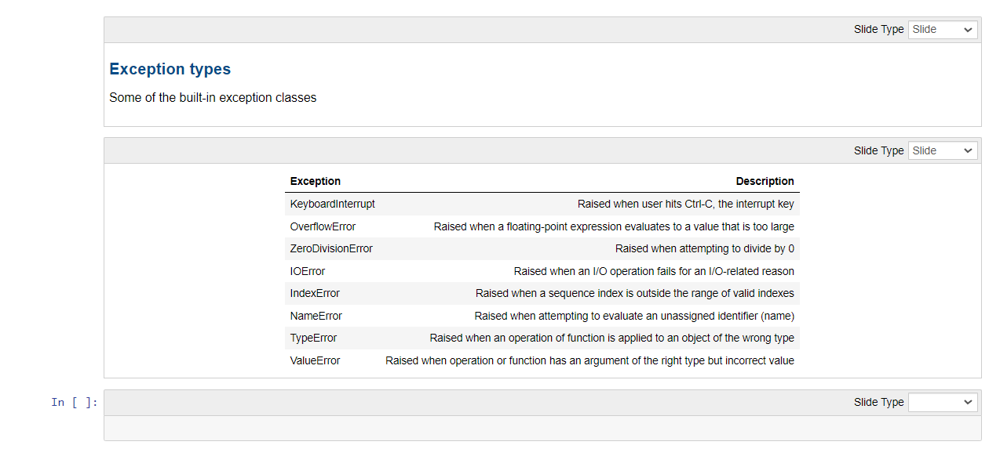 Slide Type Slide
Exception types
Some of the built-in exception classes
Slide Type Slide
Exception Description
KeyboardInterrupt Raised when user hits Ctrl-C, the interrupt key
OverflowError Raised when a floating-point expression evaluates to a value that is too large
ZeroDivisionError Raised when attempting to divide by 0
IOError Raised when an I/O operation fails for an I/O-related reason
IndexError Raised when a sequence index is outside the range of valid indexes
NameError Raised when attempting to evaluate an unassigned identifier (name)
TypeError Raised when an operation of function is applied to an object of the wrong type
ValueError Raised when operation or function has an argument of the right type but incorrect value
In [ ]: Slide Type